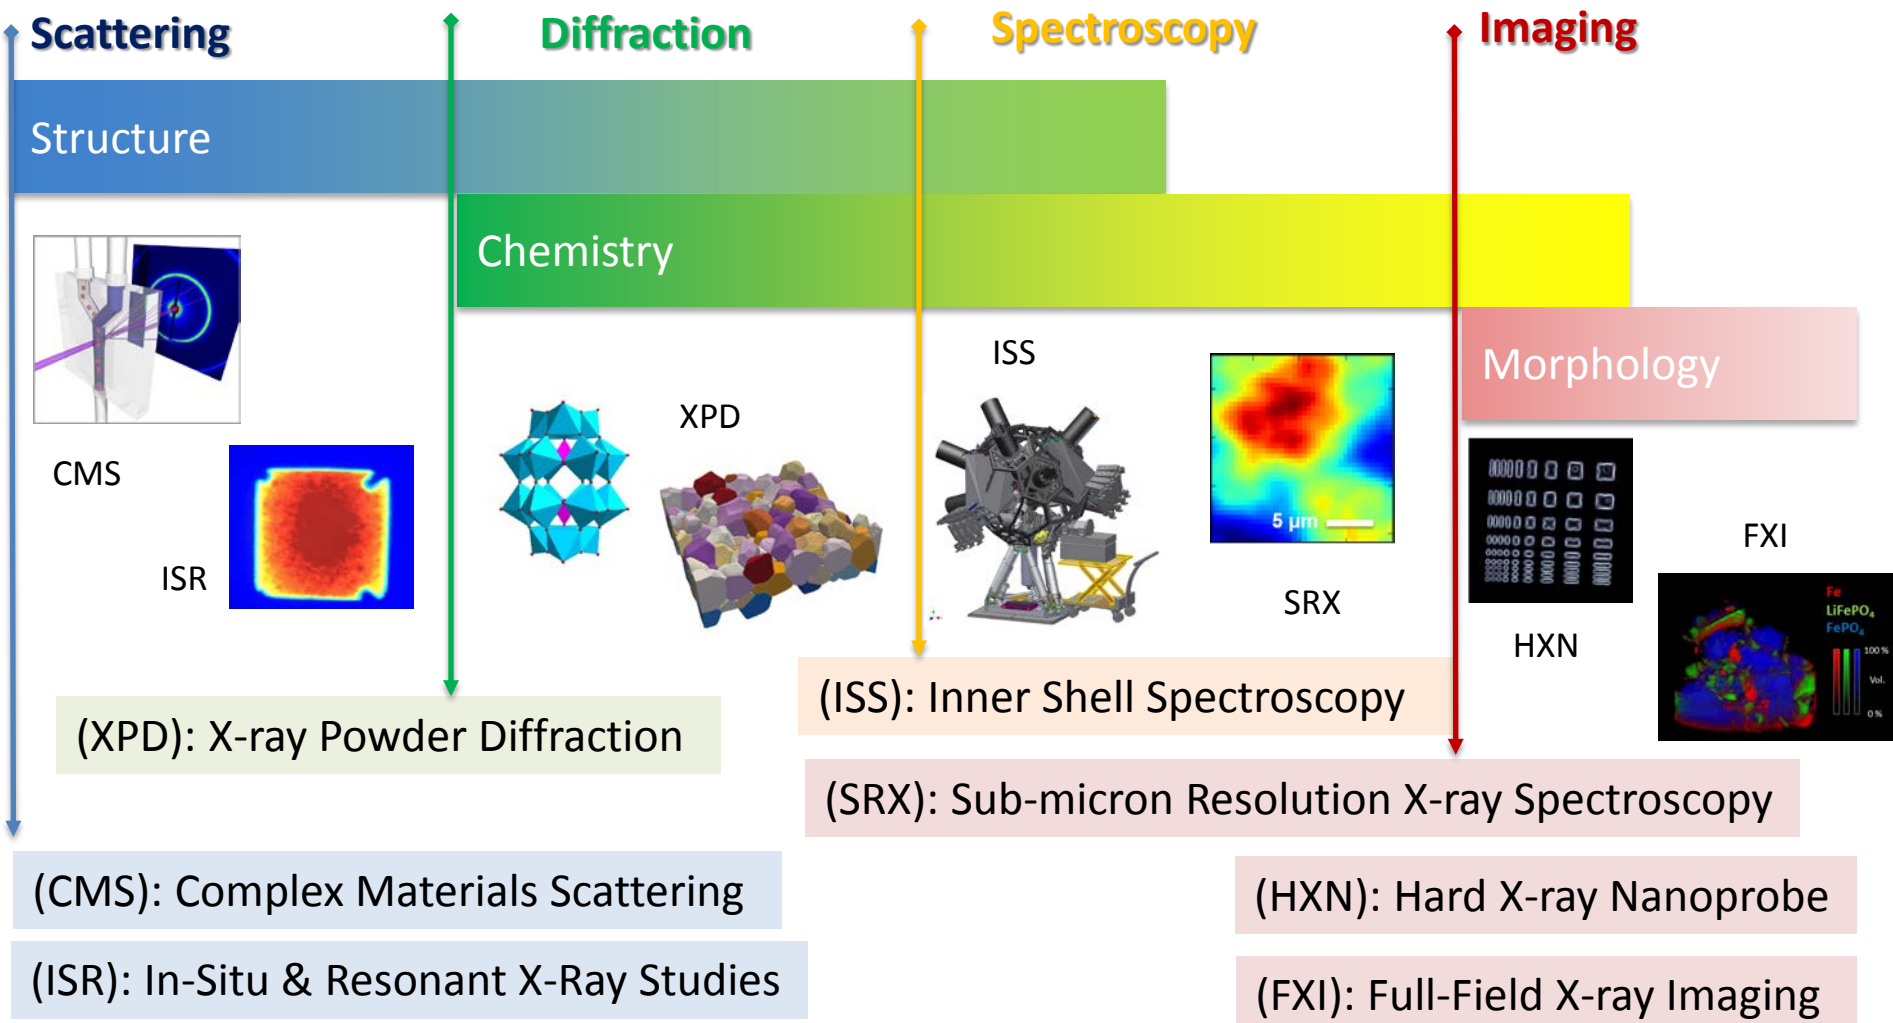 Scattering
Diffraction
Spectroscopy
Imaging
Structure
Chemistry
Morphology
CMS
ISR
XPD
ISS
5 µm
SRX
HXN
FXI
Fe
LiFePO₄
FePO₄
100 %
Vol.
0 %
(XPD): X-ray Powder Diffraction
(ISS): Inner Shell Spectroscopy
(SRX): Sub-micron Resolution X-ray Spectroscopy
(CMS): Complex Materials Scattering
(HXN): Hard X-ray Nanoprobe
(ISR): In-Situ & Resonant X-Ray Studies
(FXI): Full-Field X-ray Imaging